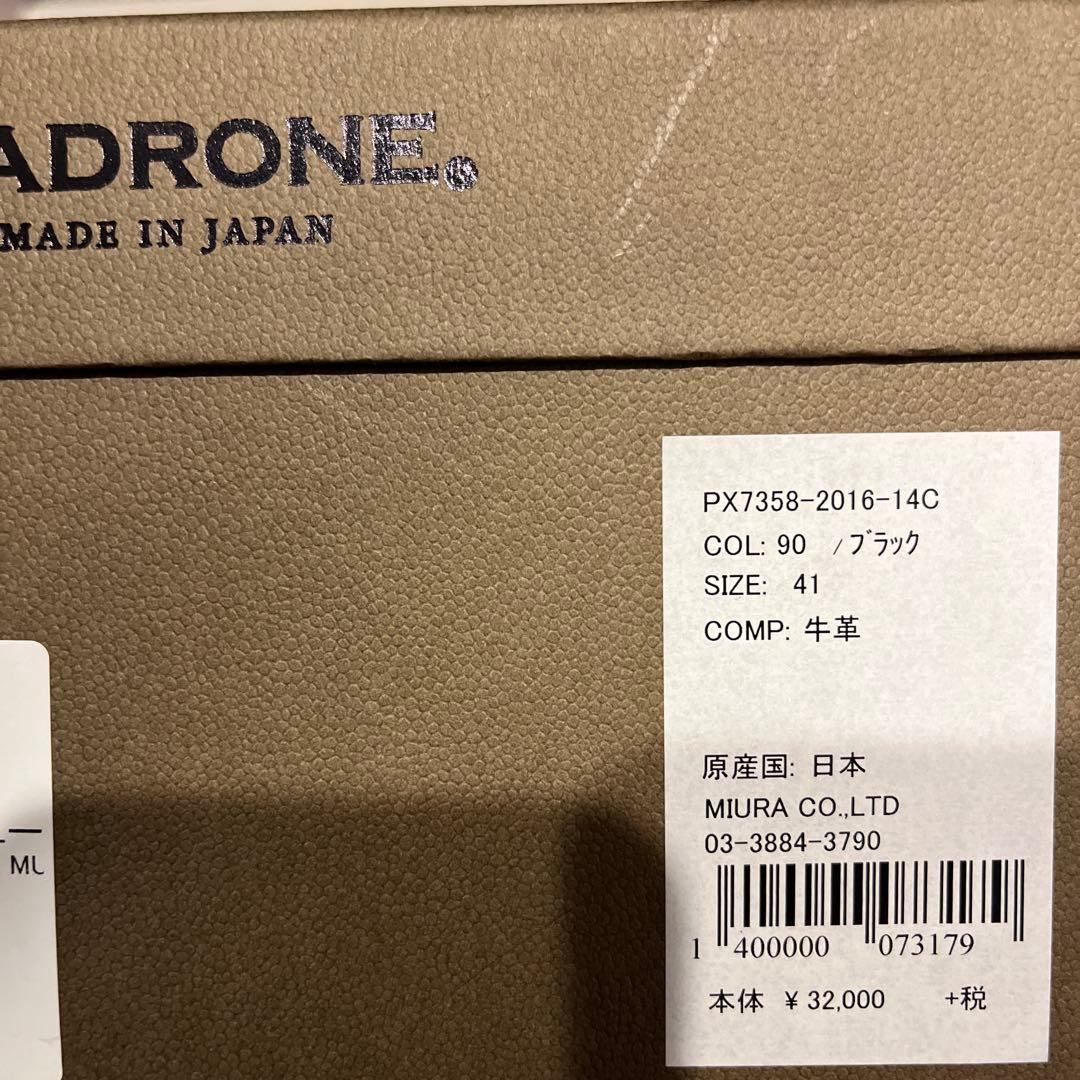 ADRONE®
MADE IN JAPAN
PX7358-2016-14C
COL: 90 /ﾌﾞﾗｯｸ
SIZE: 41
COMP: 牛革
原産国: 日本
MIURA CO.,LTD
03-3884-3790
1 400000 073179
本体 ¥ 32,000 +税